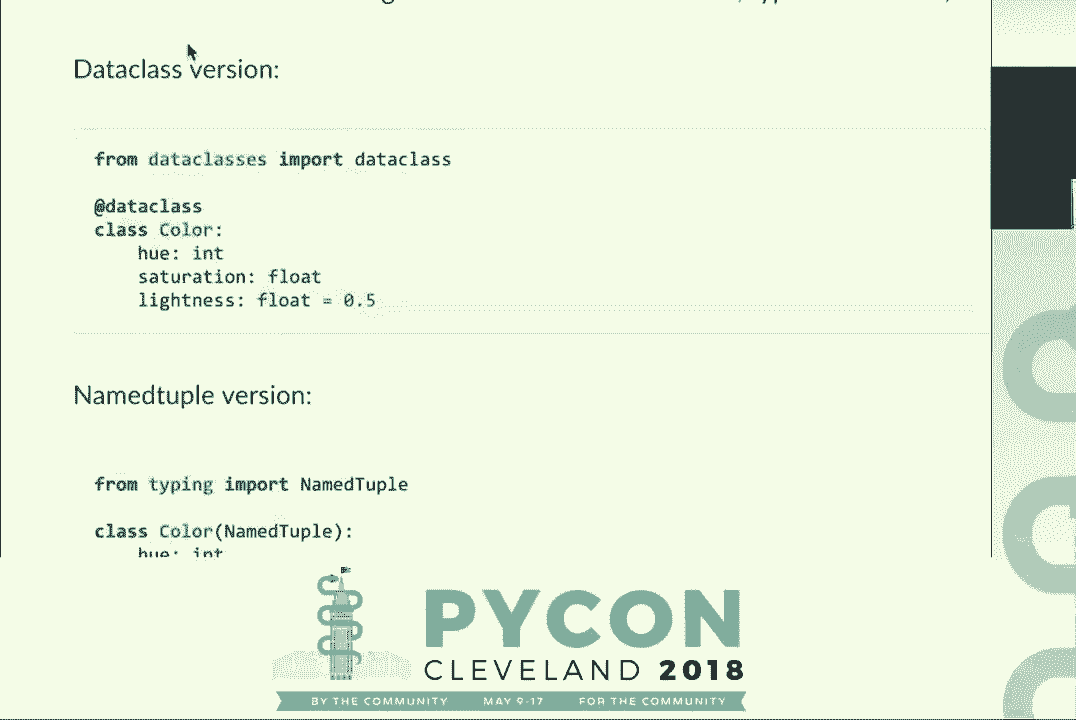 Dataclass version:
from dataclasses import dataclass
@dataclass
class Color:
    hue: int
    saturation: float
    lightness: float = 0.5
Namedtuple version:
from typing import NamedTuple
class Color(NamedTuple):
    hue: int
PYCON
CLEVELAND 2018
BY THE COMMUNITY MAY 9-17 FOR THE COMMUNITY